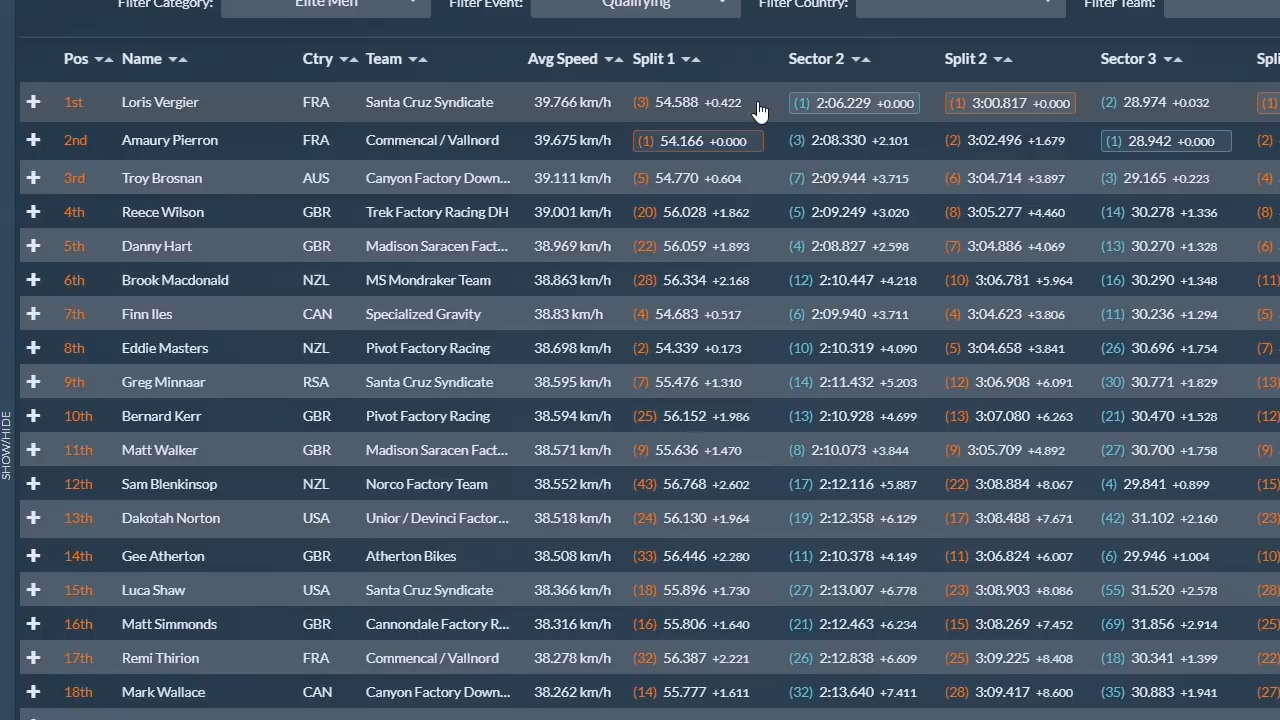 Filter Category: Elite Men Filter Event: Qualifying Filter Country: Filter Team:
Pos Name Ctry Team Avg Speed Split 1 Sector 2 Split 2 Sector 3
1st Loris Vergier FRA Santa Cruz Syndicate 39.766 km/h (3) 54.588 +0.422 (1) 2:06.229 +0.000 (1) 3:00.817 +0.000 (2) 28.974 +0.032 (1)
2nd Amaury Pierron FRA Commencal / Vallnord 39.675 km/h (1) 54.166 +0.000 (3) 2:08.330 +2.101 (2) 3:02.496 +1.679 (1) 28.942 +0.000 (2)
3rd Troy Brosnan AUS Canyon Factory Down... 39.111 km/h (5) 54.770 +0.604 (7) 2:09.944 +3.715 (6) 3:04.714 +3.897 (3) 29.165 +0.223 (4)
4th Reece Wilson GBR Trek Factory Racing DH 39.001 km/h (20) 56.028 +1.862 (5) 2:09.249 +3.020 (8) 3:05.277 +4.460 (14) 30.278 +1.336 (8)
5th Danny Hart GBR Madison Saracen Fact... 38.969 km/h (22) 56.059 +1.893 (4) 2:08.827 +2.598 (7) 3:04.886 +4.069 (13) 30.270 +1.328 (6)
6th Brook Macdonald NZL MS Mondraker Team 38.863 km/h (28) 56.334 +2.168 (12) 2:10.447 +4.218 (10) 3:06.781 +5.964 (16) 30.290 +1.348 (11)
7th Finn Iles CAN Specialized Gravity 38.83 km/h (4) 54.683 +0.517 (6) 2:09.940 +3.711 (4) 3:04.623 +3.806 (11) 30.236 +1.294 (5)
8th Eddie Masters NZL Pivot Factory Racing 38.698 km/h (2) 54.339 +0.173 (10) 2:10.319 +4.090 (5) 3:04.658 +3.841 (26) 30.696 +1.754 (7)
9th Greg Minnaar RSA Santa Cruz Syndicate 38.595 km/h (7) 55.476 +1.310 (14) 2:11.432 +5.203 (12) 3:06.908 +6.091 (30) 30.771 +1.829 (13)
10th Bernard Kerr GBR Pivot Factory Racing 38.594 km/h (25) 56.152 +1.986 (13) 2:10.928 +4.699 (13) 3:07.080 +6.263 (21) 30.470 +1.528 (12)
11th Matt Walker GBR Madison Saracen Fact... 38.571 km/h (9) 55.636 +1.470 (8) 2:10.073 +3.844 (9) 3:05.709 +4.892 (27) 30.700 +1.758 (9)
12th Sam Blenkinsop NZL Norco Factory Team 38.552 km/h (43) 56.768 +2.602 (17) 2:12.116 +5.887 (22) 3:08.884 +8.067 (4) 29.841 +0.899 (15)
13th Dakotah Norton USA Unior / Devinci Factor... 38.518 km/h (24) 56.130 +1.964 (19) 2:12.358 +6.129 (17) 3:08.488 +7.671 (42) 31.102 +2.160 (23)
14th Gee Atherton GBR Atherton Bikes 38.508 km/h (33) 56.446 +2.280 (11) 2:10.378 +4.149 (11) 3:06.824 +6.007 (6) 29.946 +1.004 (10)
15th Luca Shaw USA Santa Cruz Syndicate 38.366 km/h (18) 55.896 +1.730 (27) 2:13.007 +6.778 (23) 3:08.903 +8.086 (55) 31.520 +2.578 (28)
16th Matt Simmonds GBR Cannondale Factory R... 38.316 km/h (16) 55.806 +1.640 (21) 2:12.463 +6.234 (15) 3:08.269 +7.452 (69) 31.856 +2.914 (25)
17th Remi Thirion FRA Commencal / Vallnord 38.278 km/h (32) 56.387 +2.221 (26) 2:12.838 +6.609 (25) 3:09.225 +8.408 (18) 30.341 +1.399 (22)
18th Mark Wallace CAN Canyon Factory Down... 38.262 km/h (14) 55.777 +1.611 (32) 2:13.640 +7.411 (28) 3:09.417 +8.600 (35) 30.883 +1.941 (27)
SHOW/HIDE